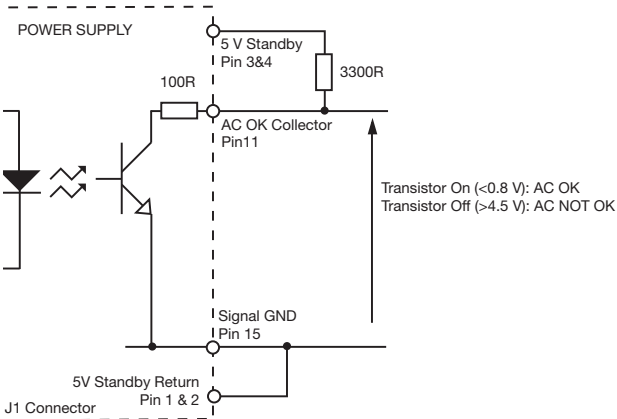 POWER SUPPLY
5 V Standby
Pin 3&4
3300R
100R
AC OK Collector
Pin11
Transistor On (<0.8 V): AC OK
Transistor Off (>4.5 V): AC NOT OK
Signal GND
Pin 15
5V Standby Return
Pin 1 & 2
J1 Connector